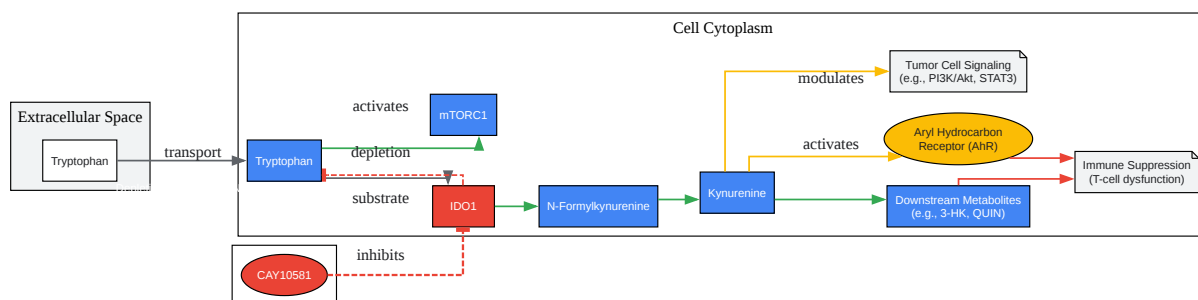 Cell Cytoplasm
Extracellular Space
Tryptophan
transport
Tryptophan
activates
mTORC1
depletion
substrate
IDO1
N-Formylkynurenine
Kynurenine
modulates
Tumor Cell Signaling
(e.g., PI3K/Akt, STAT3)
activates
Aryl Hydrocarbon
Receptor (AhR)
Downstream Metabolites
(e.g., 3-HK, QUIN)
Immune Suppression
(T-cell dysfunction)
CAY10581
inhibits